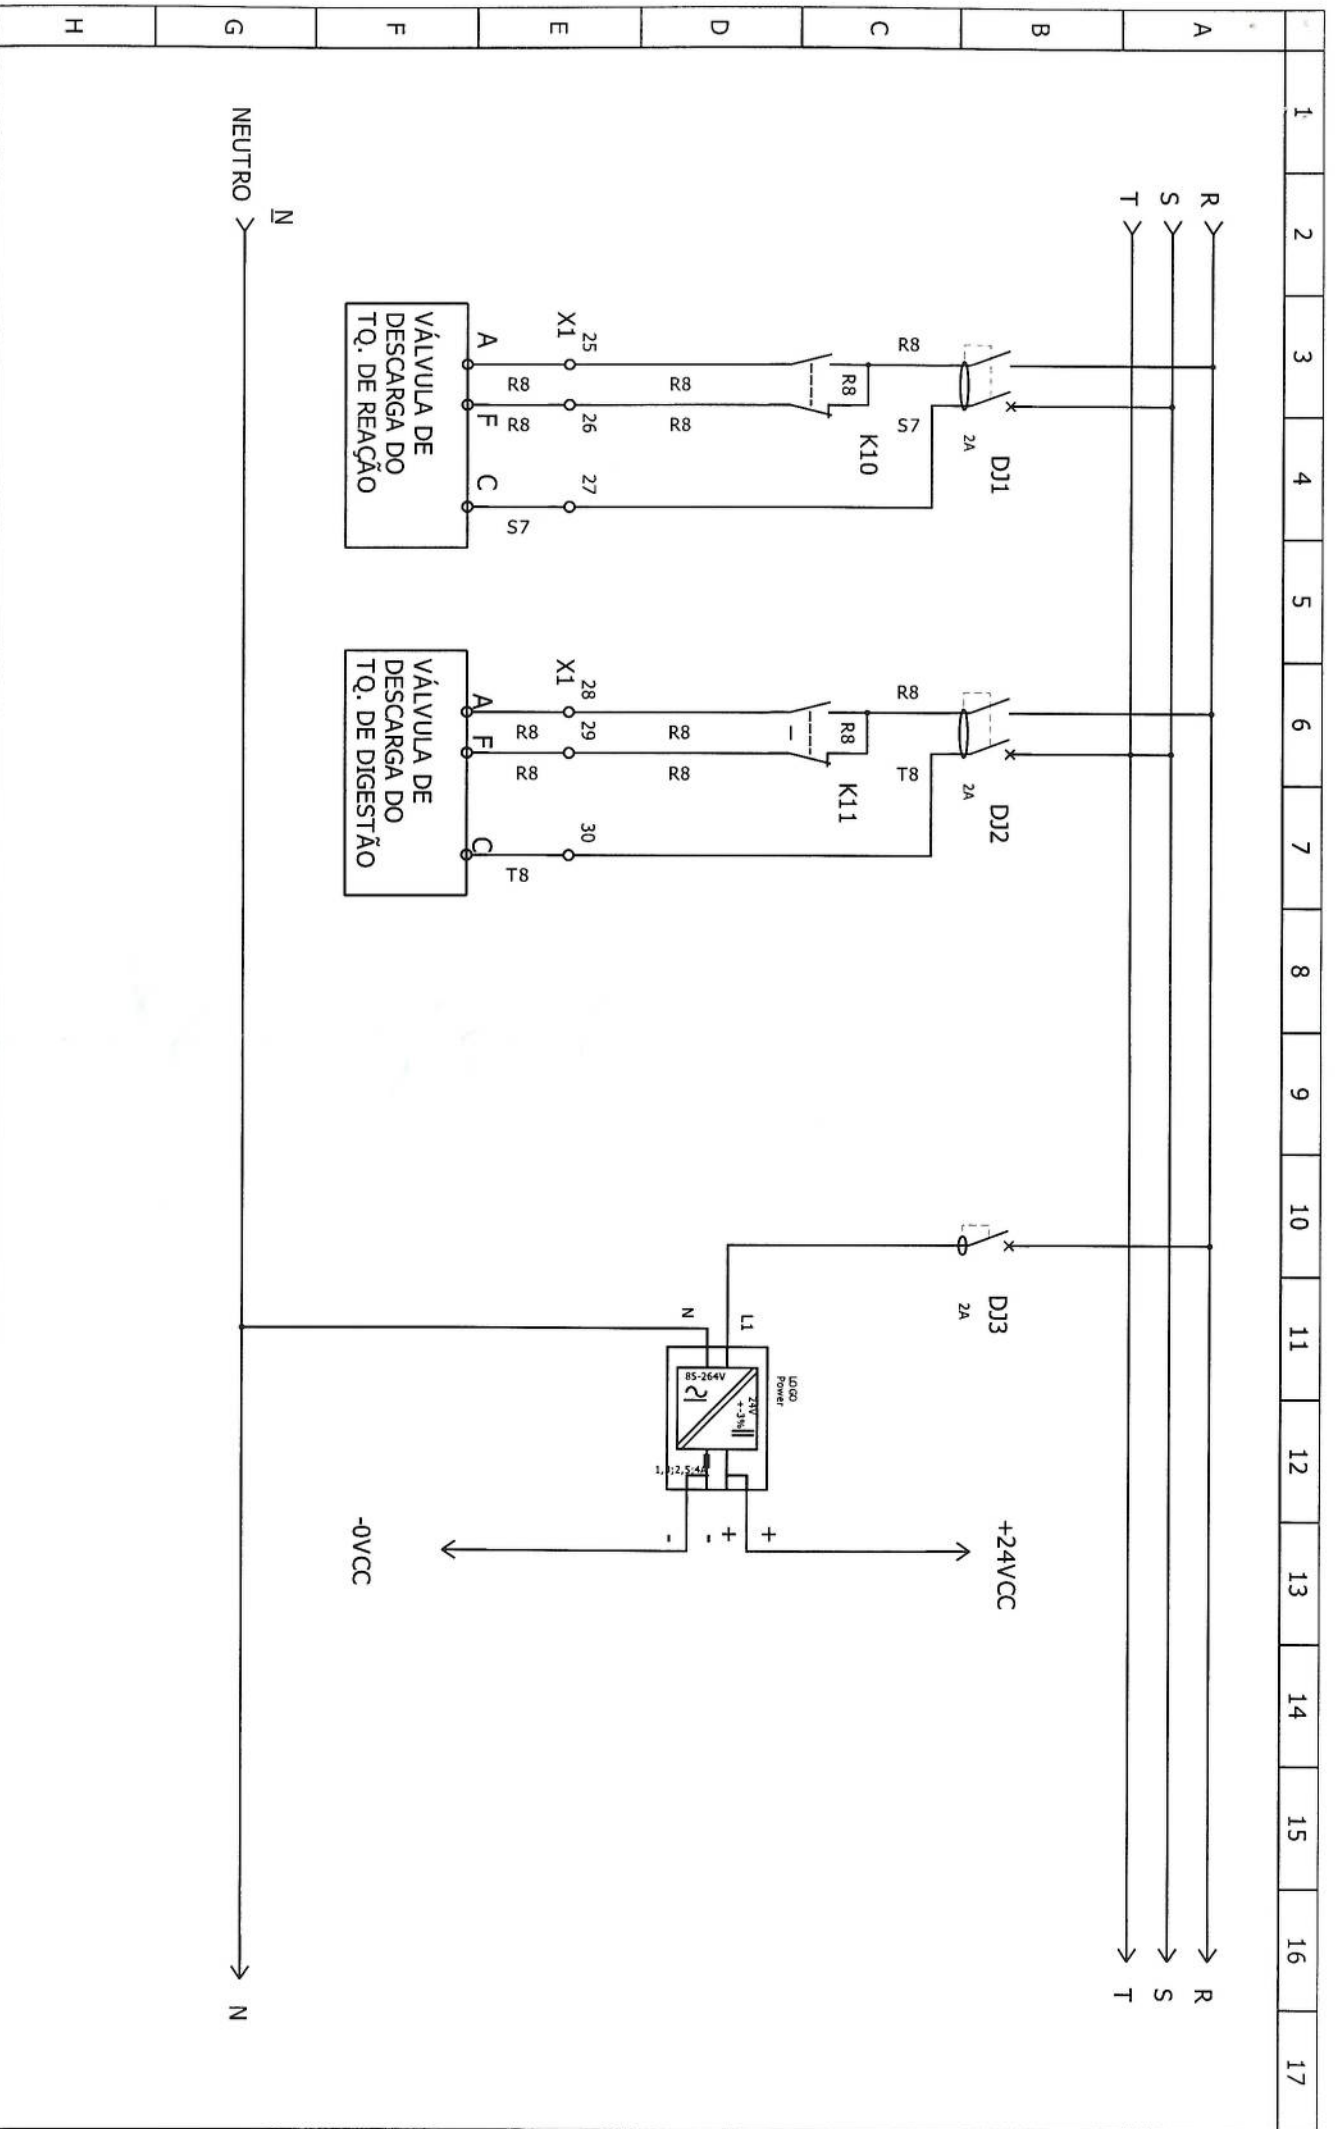 1
2
3
4
5
6
7
8
9
10
11
12
13
14
15
16
17
A
B
C
D
E
F
G
H
R
S
T
R
S
T
DJ1
2A
R8
S7
K10
R8
R8
R8
X1
25
26
27
R8
R8
S7
A
F
C
VÁLVULA DE
DESCARGA DO
TQ. DE REAÇÃO
DJ2
2A
R8
T8
K11
R8
R8
R8
X1
28
29
30
R8
R8
T8
A
F
C
VÁLVULA DE
DESCARGA DO
TQ. DE DIGESTÃO
DJ3
2A
L1
N
LOGO
Power
85-264V
24V
+-3%
+
+
-
-
+24VCC
-0VCC
N
NEUTRO
N